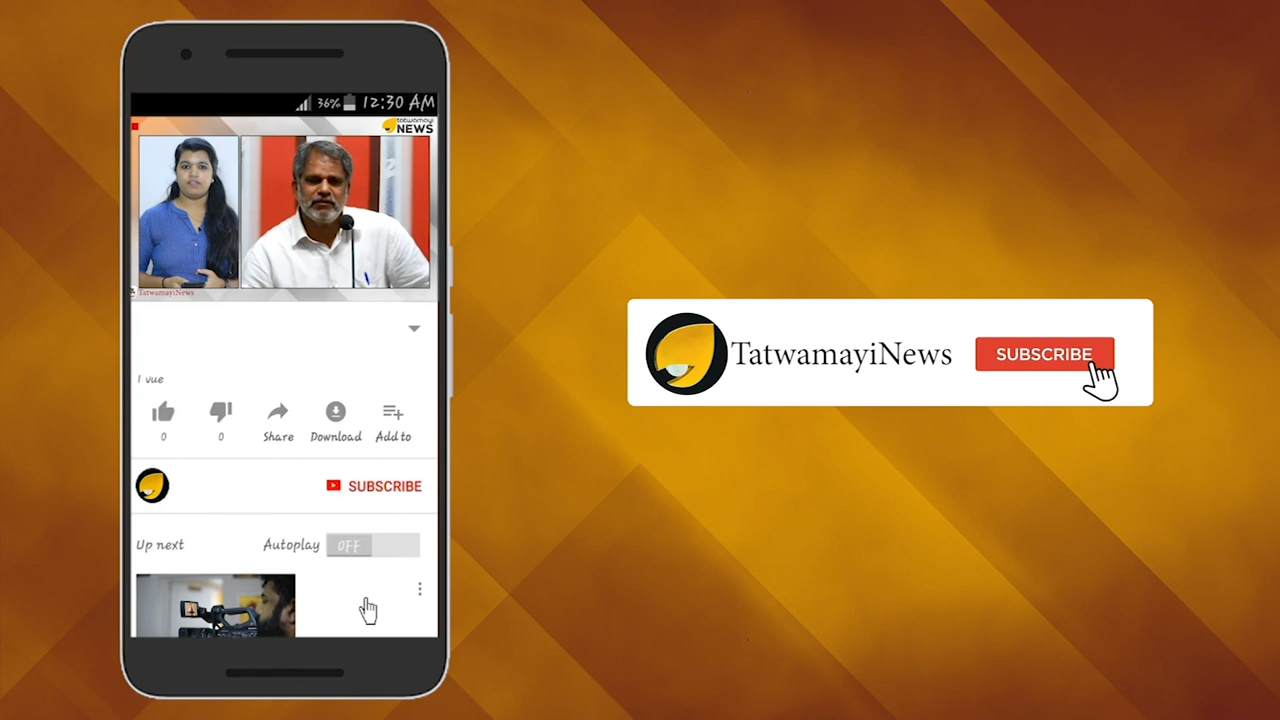 36% 12:30 AM
tatwamayi
NEWS
TatwamayiNews
1 vue
0 0 Share Download Add to
SUBSCRIBE
Up next Autoplay OFF
TatwamayiNews SUBSCRIBE